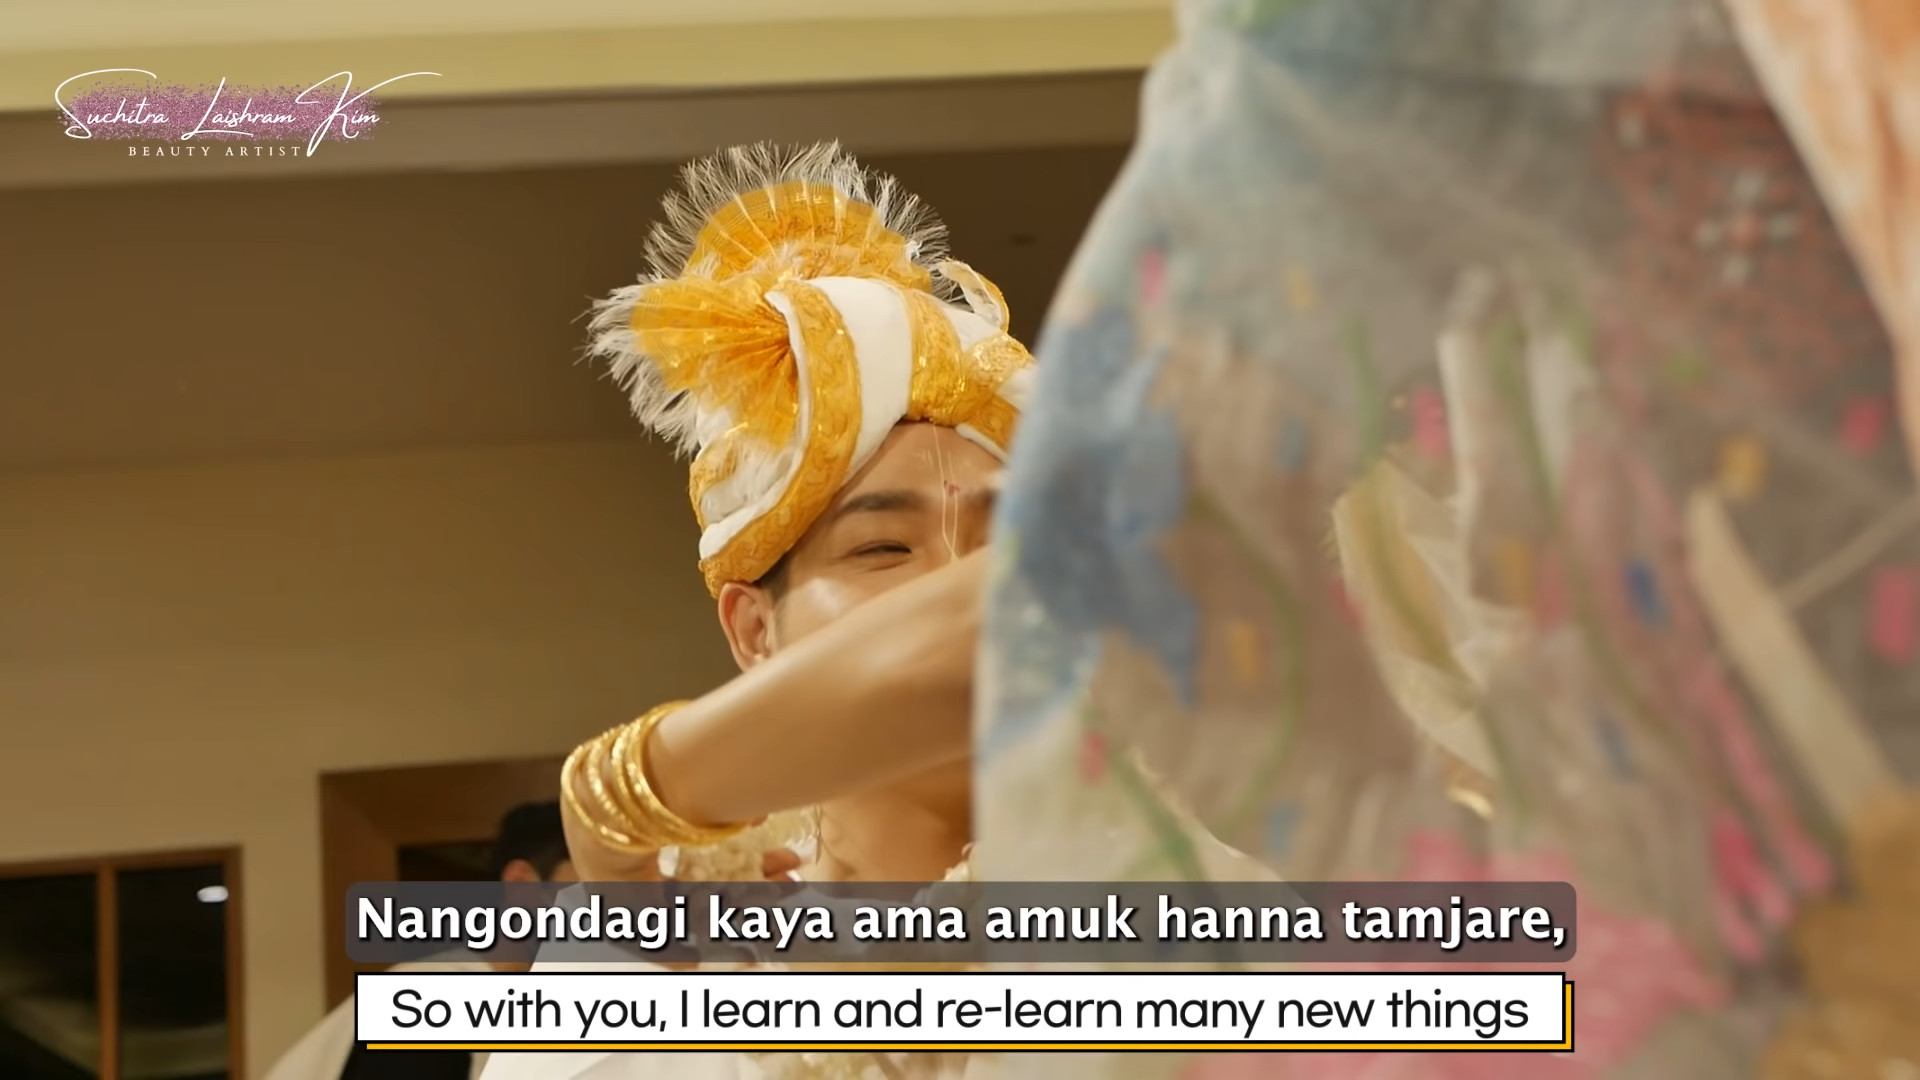 Suchitra Laishram Kim
BEAUTY ARTIST
Nangondagi kaya ama amuk hanna tamjare,
So with you, I learn and re-learn many new things